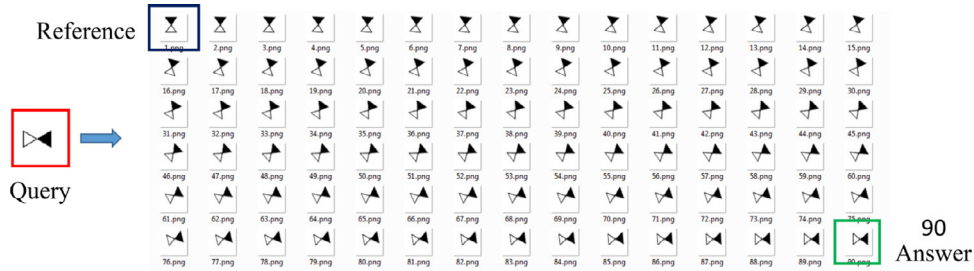 Reference
1.png 2.png 3.png 4.png 5.png 6.png 7.png 8.png 9.png 10.png 11.png 12.png 13.png 14.png 15.png
16.png 17.png 18.png 19.png 20.png 21.png 22.png 23.png 24.png 25.png 26.png 27.png 28.png 29.png 30.png
31.png 32.png 33.png 34.png 35.png 36.png 37.png 38.png 39.png 40.png 41.png 42.png 43.png 44.png 45.png
46.png 47.png 48.png 49.png 50.png 51.png 52.png 53.png 54.png 55.png 56.png 57.png 58.png 59.png 60.png
Query
61.png 62.png 63.png 64.png 65.png 66.png 67.png 68.png 69.png 70.png 71.png 72.png 73.png 74.png 75.png
76.png 77.png 78.png 79.png 80.png 81.png 82.png 83.png 84.png 85.png 86.png 87.png 88.png 89.png 90.png
90
Answer